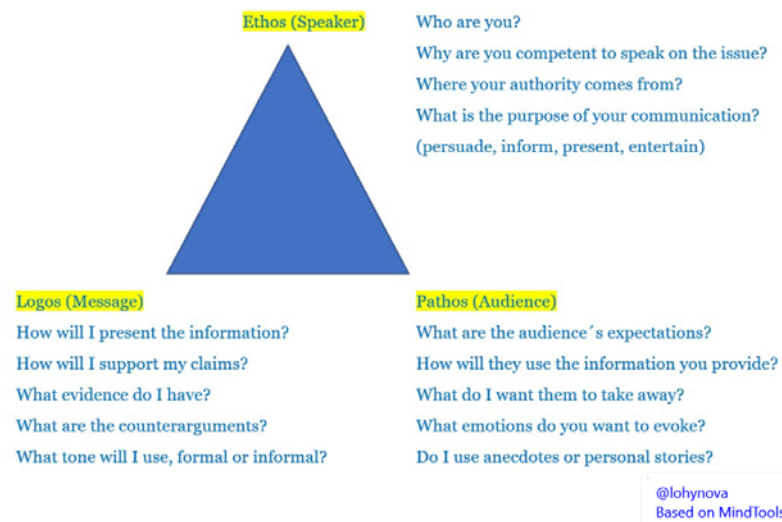 Ethos (Speaker)
Who are you?
Why are you competent to speak on the issue?
Where your authority comes from?
What is the purpose of your communication?
(persuade, inform, present, entertain)
Logos (Message)
How will I present the information?
How will I support my claims?
What evidence do I have?
What are the counterarguments?
What tone will I use, formal or informal?
Pathos (Audience)
What are the audience´s expectations?
How will they use the information you provide?
What do I want them to take away?
What emotions do you want to evoke?
Do I use anecdotes or personal stories?
@lohynova
Based on MindTools